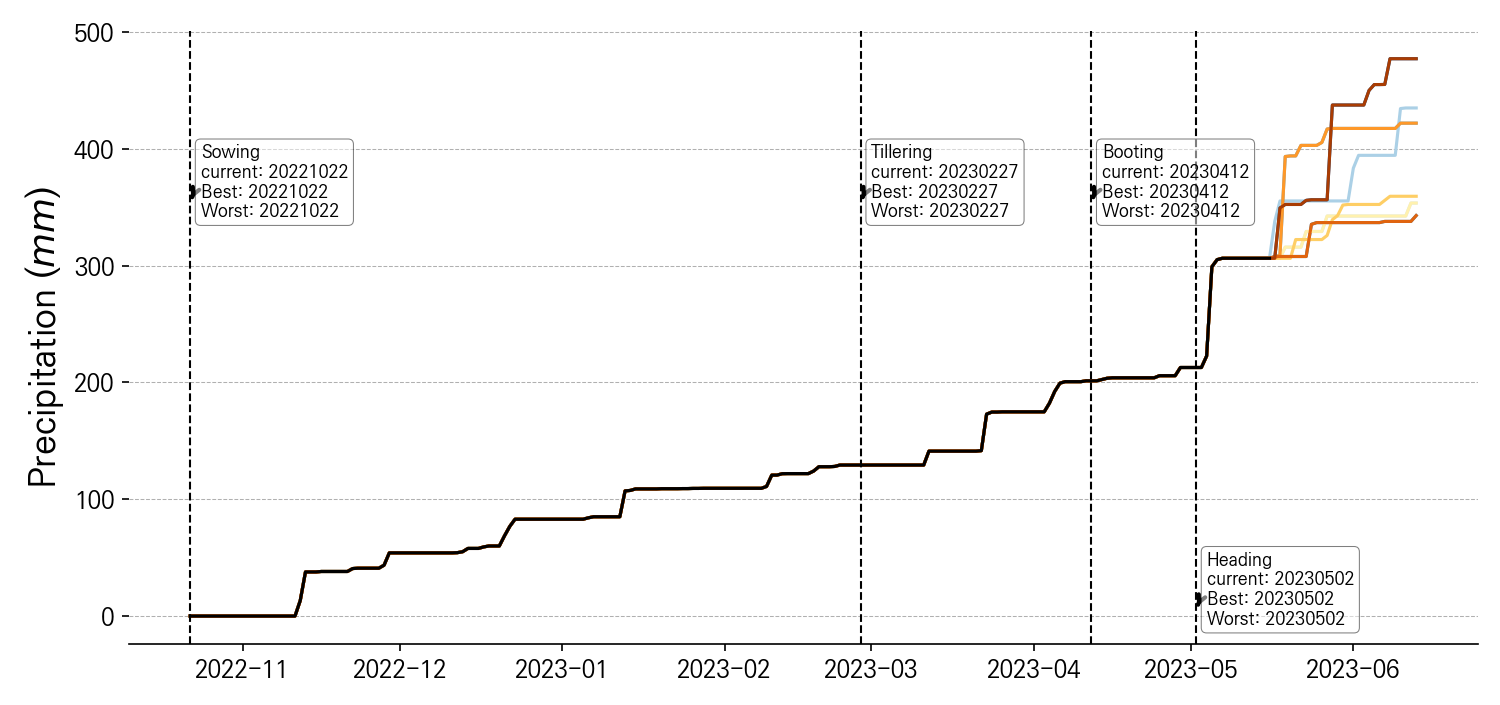 500
400
300
200
100
0
Precipitation (mm)
Sowing
current: 20221022
Best: 20221022
Worst: 20221022
Tillering
current: 20230227
Best: 20230227
Worst: 20230227
Booting
current: 20230412
Best: 20230412
Worst: 20230412
Heading
current: 20230502
Best: 20230502
Worst: 20230502
2022−11
2022−12
2023−01
2023−02
2023−03
2023−04
2023−05
2023−06